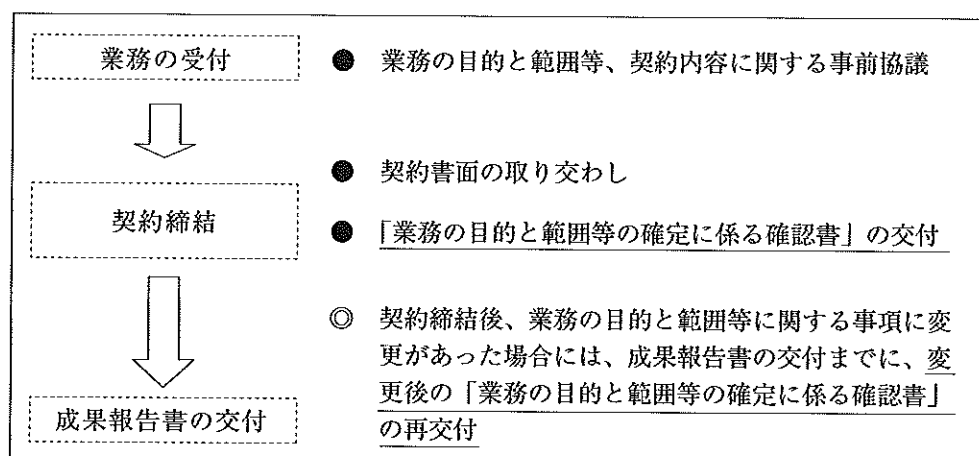 業務の受付
● 業務の目的と範囲等、契約内容に関する事前協議
● 契約書面の取り交わし
契約締結
● 「業務の目的と範囲等の確定に係る確認書」の交付
◎ 契約締結後、業務の目的と範囲等に関する事項に変
更があった場合には、成果報告書の交付までに、変
更後の「業務の目的と範囲等の確定に係る確認書」
の再交付
成果報告書の交付